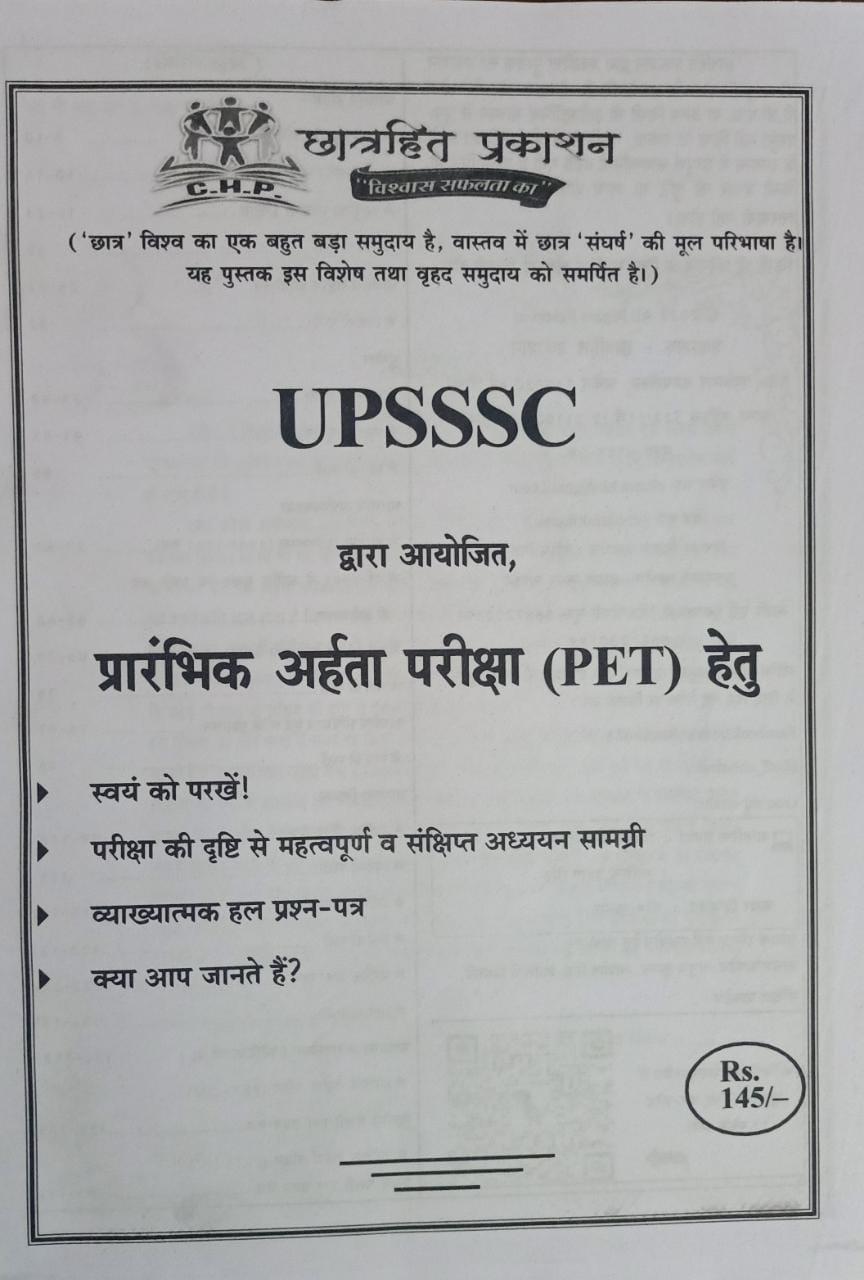 C.H.P.
छात्रहित प्रकाशन
"विश्वास सफलता का"
('छात्र' विश्व का एक बहुत बड़ा समुदाय है, वास्तव में छात्र 'संघर्ष' की मूल परिभाषा है।
यह पुस्तक इस विशेष तथा वृहद समुदाय को समर्पित है।)
UPSSSC
द्वारा आयोजित,
प्रारंभिक अर्हता परीक्षा (PET) हेतु
स्वयं को परखें!
परीक्षा की दृष्टि से महत्वपूर्ण व संक्षिप्त अध्ययन सामग्री
व्याख्यात्मक हल प्रश्न-पत्र
क्या आप जानते हैं?
Rs.
145/–